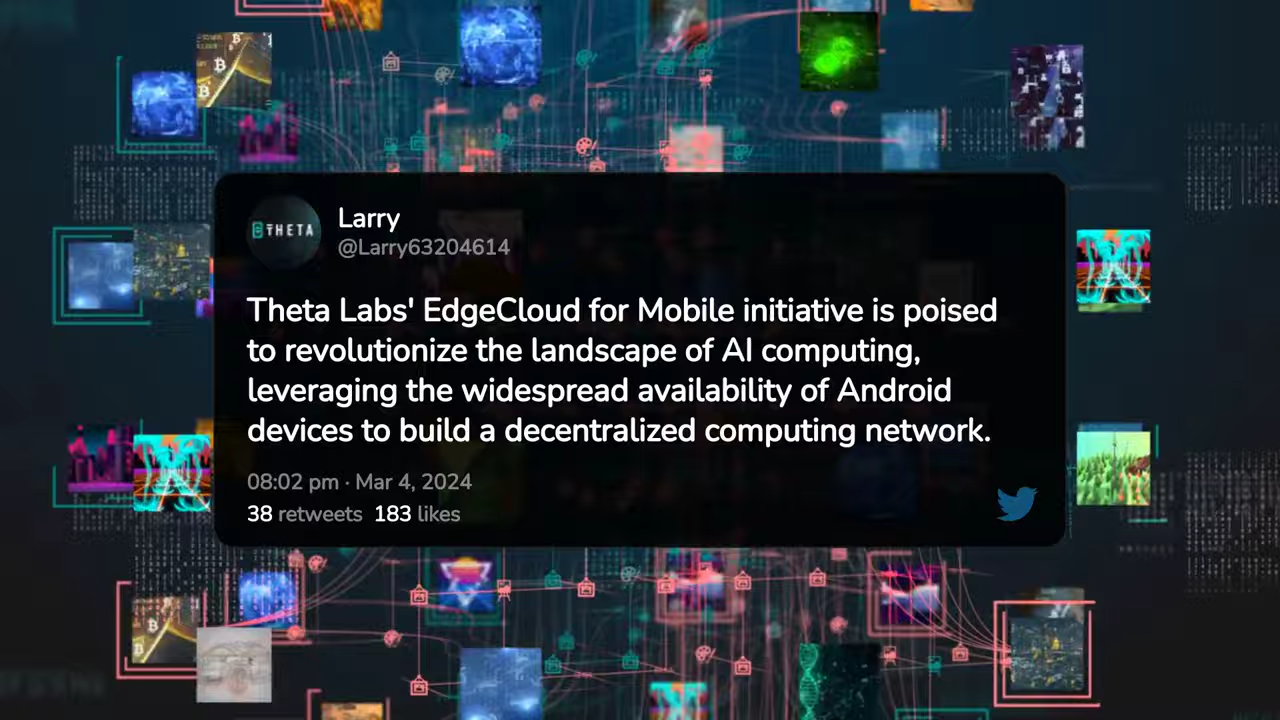 THETA
Larry
@Larry63204614
Theta Labs' EdgeCloud for Mobile initiative is poised
to revolutionize the landscape of AI computing,
leveraging the widespread availability of Android
devices to build a decentralized computing network.
08:02 pm · Mar 4, 2024
38 retweets 183 likes